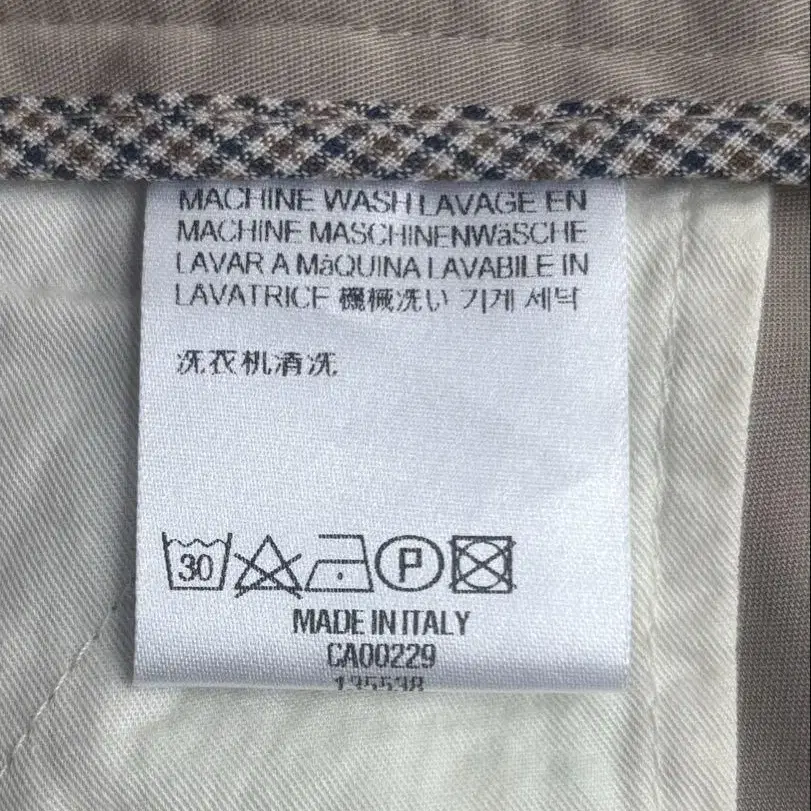 MACHINE WASH LAVAGE EN
MACHINE MASCHINENWäSCHE
LAVAR A MáQUINA LAVABILE IN
LAVATRICE 機械洗い 기계 세탁
洗衣机清洗
30 P
MADE IN ITALY
CA00229
135538